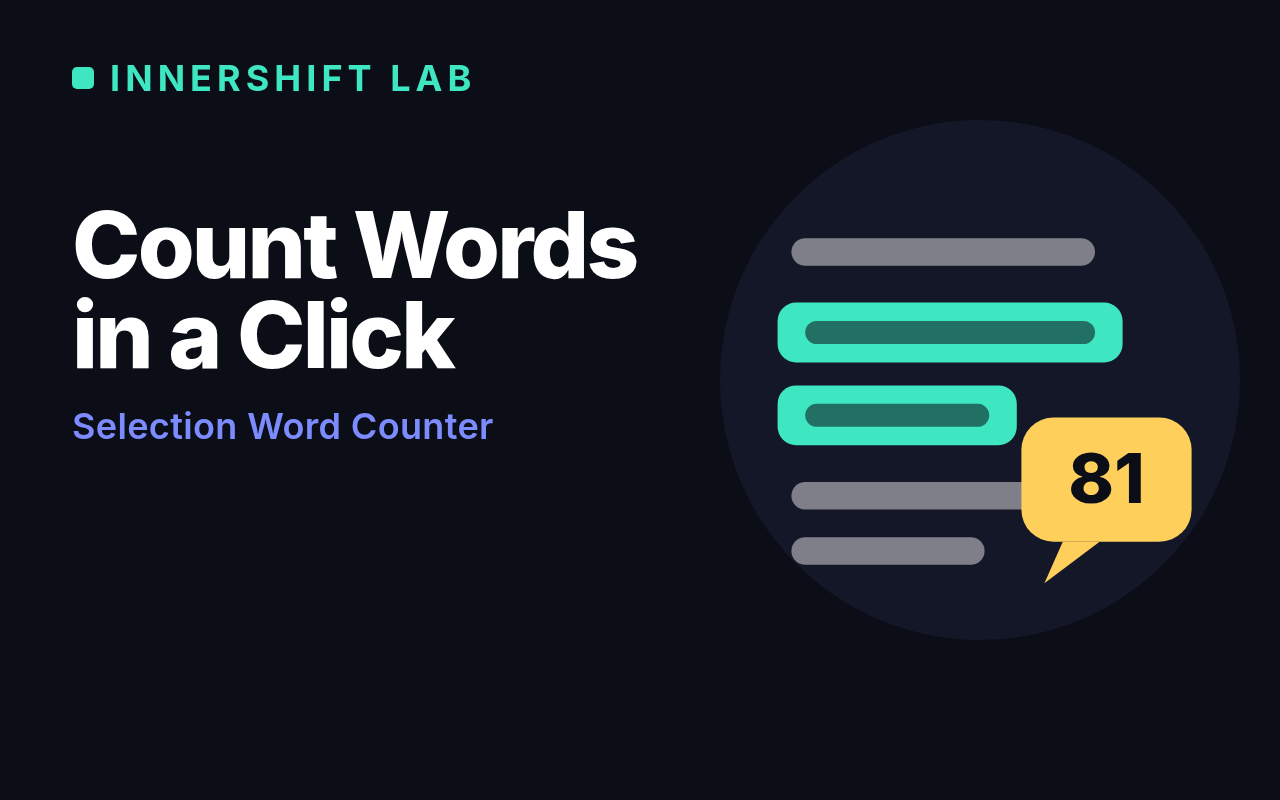 INNERSHIFT LAB
Count Words
in a Click
Selection Word Counter
81